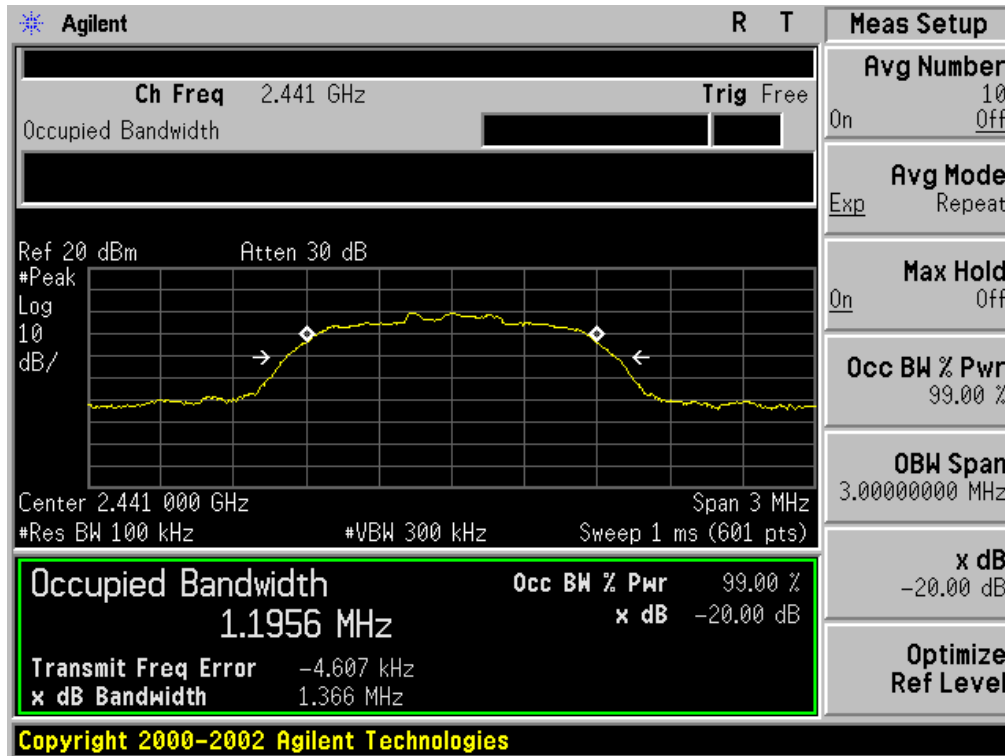 Agilent R T
Ch Freq 2.441 GHz Trig Free
Occupied Bandwidth
Ref 20 dBm Atten 30 dB
#Peak
Log
10
dB/
Center 2.441 000 GHz Span 3 MHz
#Res BW 100 kHz #VBW 300 kHz Sweep 1 ms (601 pts)
Occupied Bandwidth
1.1956 MHz
Occ BW % Pwr 99.00 %
x dB -20.00 dB
Transmit Freq Error -4.607 kHz
x dB Bandwidth 1.366 MHz
Copyright 2000-2002 Agilent Technologies
Meas Setup
Avg Number
10
On Off
Avg Mode
Exp Repeat
Max Hold
On Off
Occ BW % Pwr
99.00 %
OBW Span
3.00000000 MHz
x dB
-20.00 dB
Optimize
Ref Level